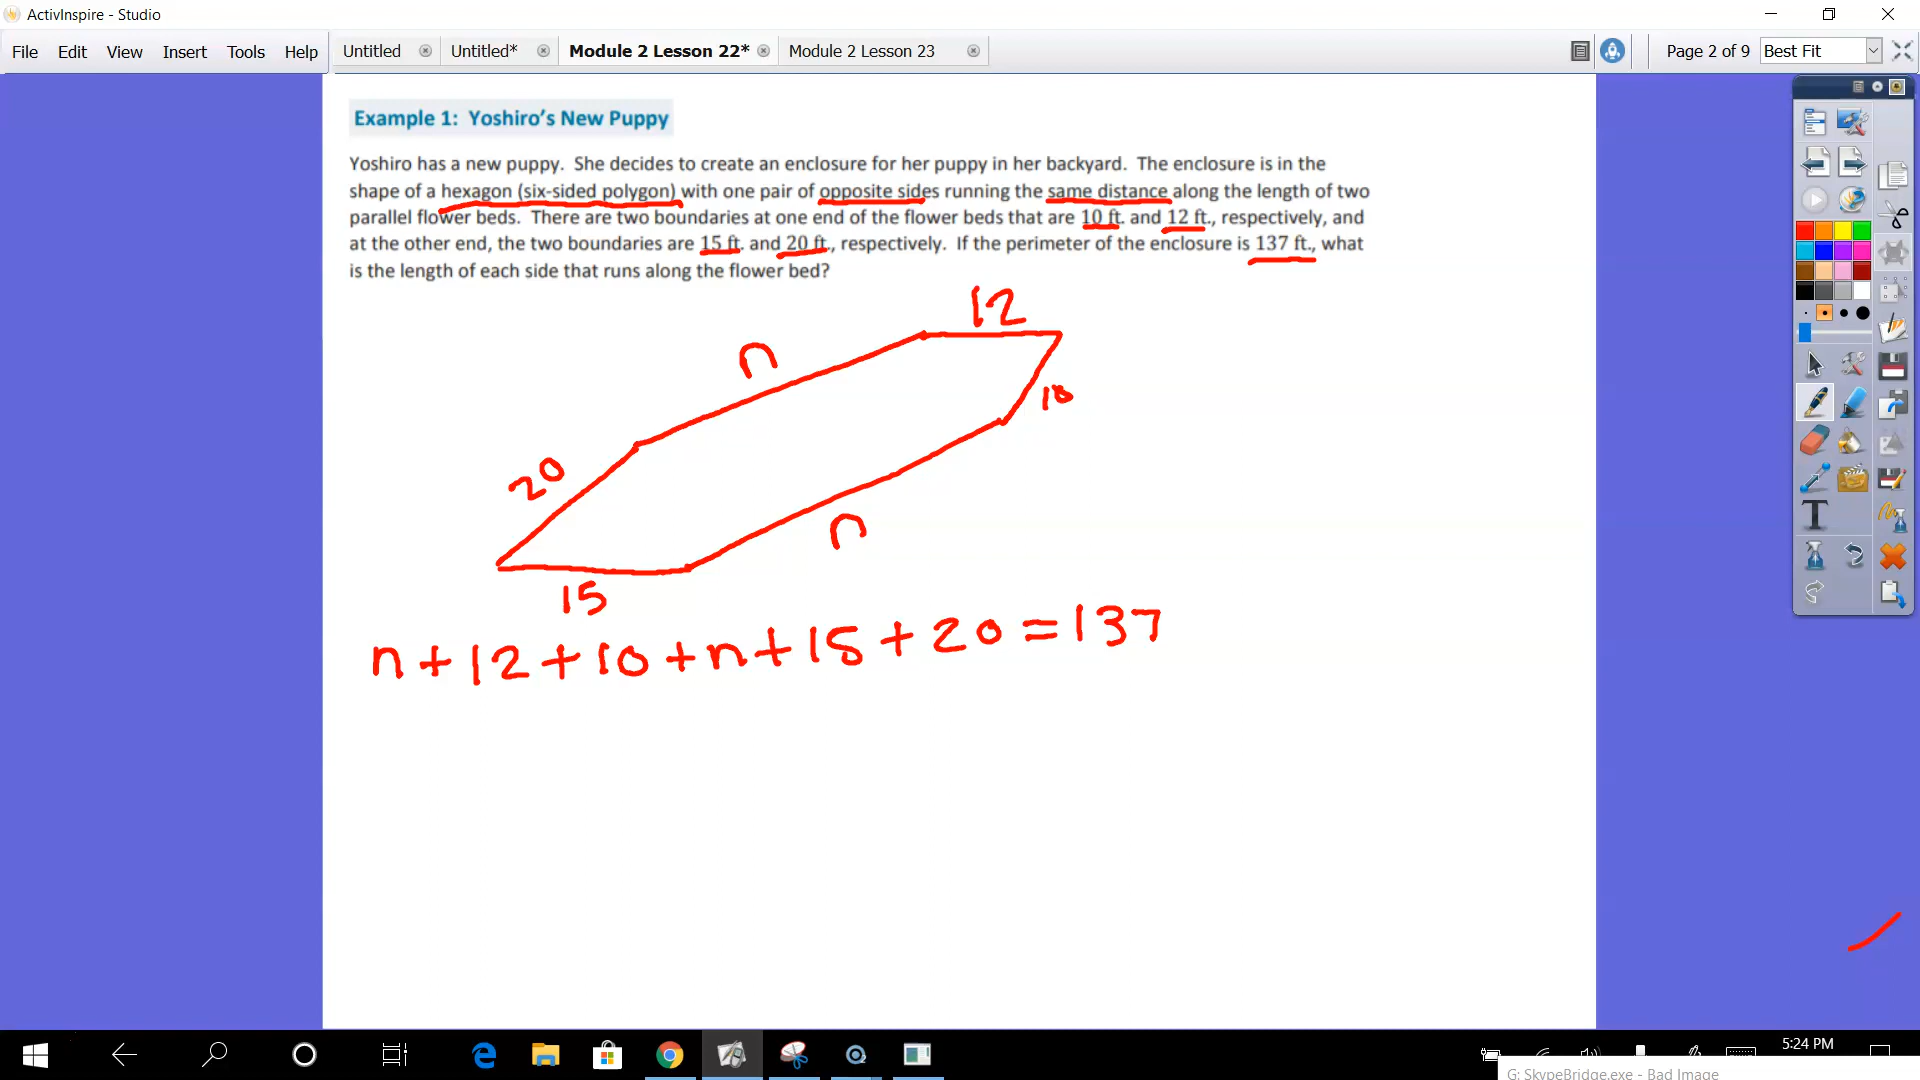 ActivInspire - Studio
File Edit View Insert Tools Help Untitled Untitled* Module 2 Lesson 22* Module 2 Lesson 23 Page 2 of 9 Best Fit
Example 1: Yoshiro's New Puppy
Yoshiro has a new puppy. She decides to create an enclosure for her puppy in her backyard. The enclosure is in the
shape of a hexagon (six-sided polygon) with one pair of opposite sides running the same distance along the length of two
parallel flower beds. There are two boundaries at one end of the flower beds that are 10 ft. and 12 ft., respectively, and
at the other end, the two boundaries are 15 ft. and 20 ft., respectively. If the perimeter of the enclosure is 137 ft., what
is the length of each side that runs along the flower bed?
12
n
10
20
n
15
n+12+10+n+15+20=137
T
5:24 PM
G: SkypeBridge.exe - Bad Image